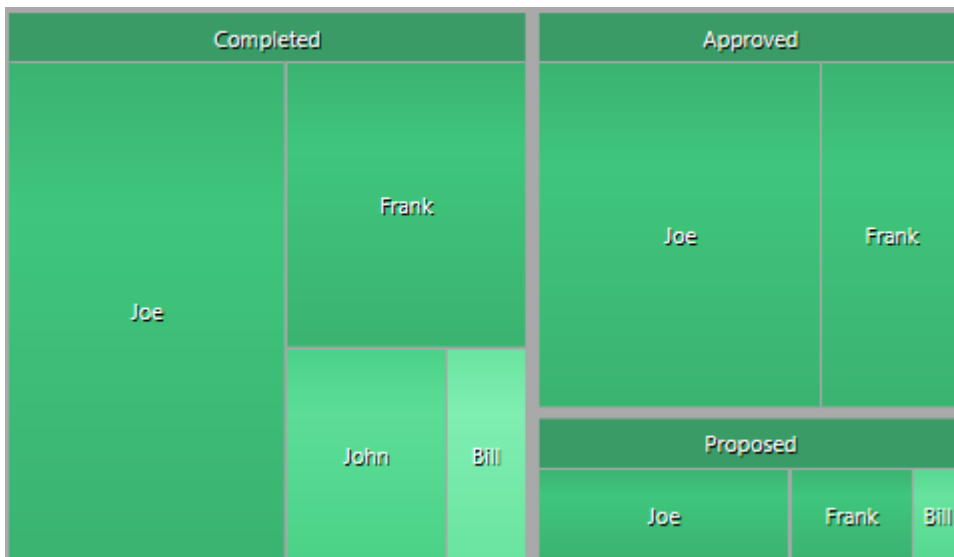 Completed
Joe
Frank
John
Bill
Approved
Joe
Frank
Proposed
Joe
Frank
Bill